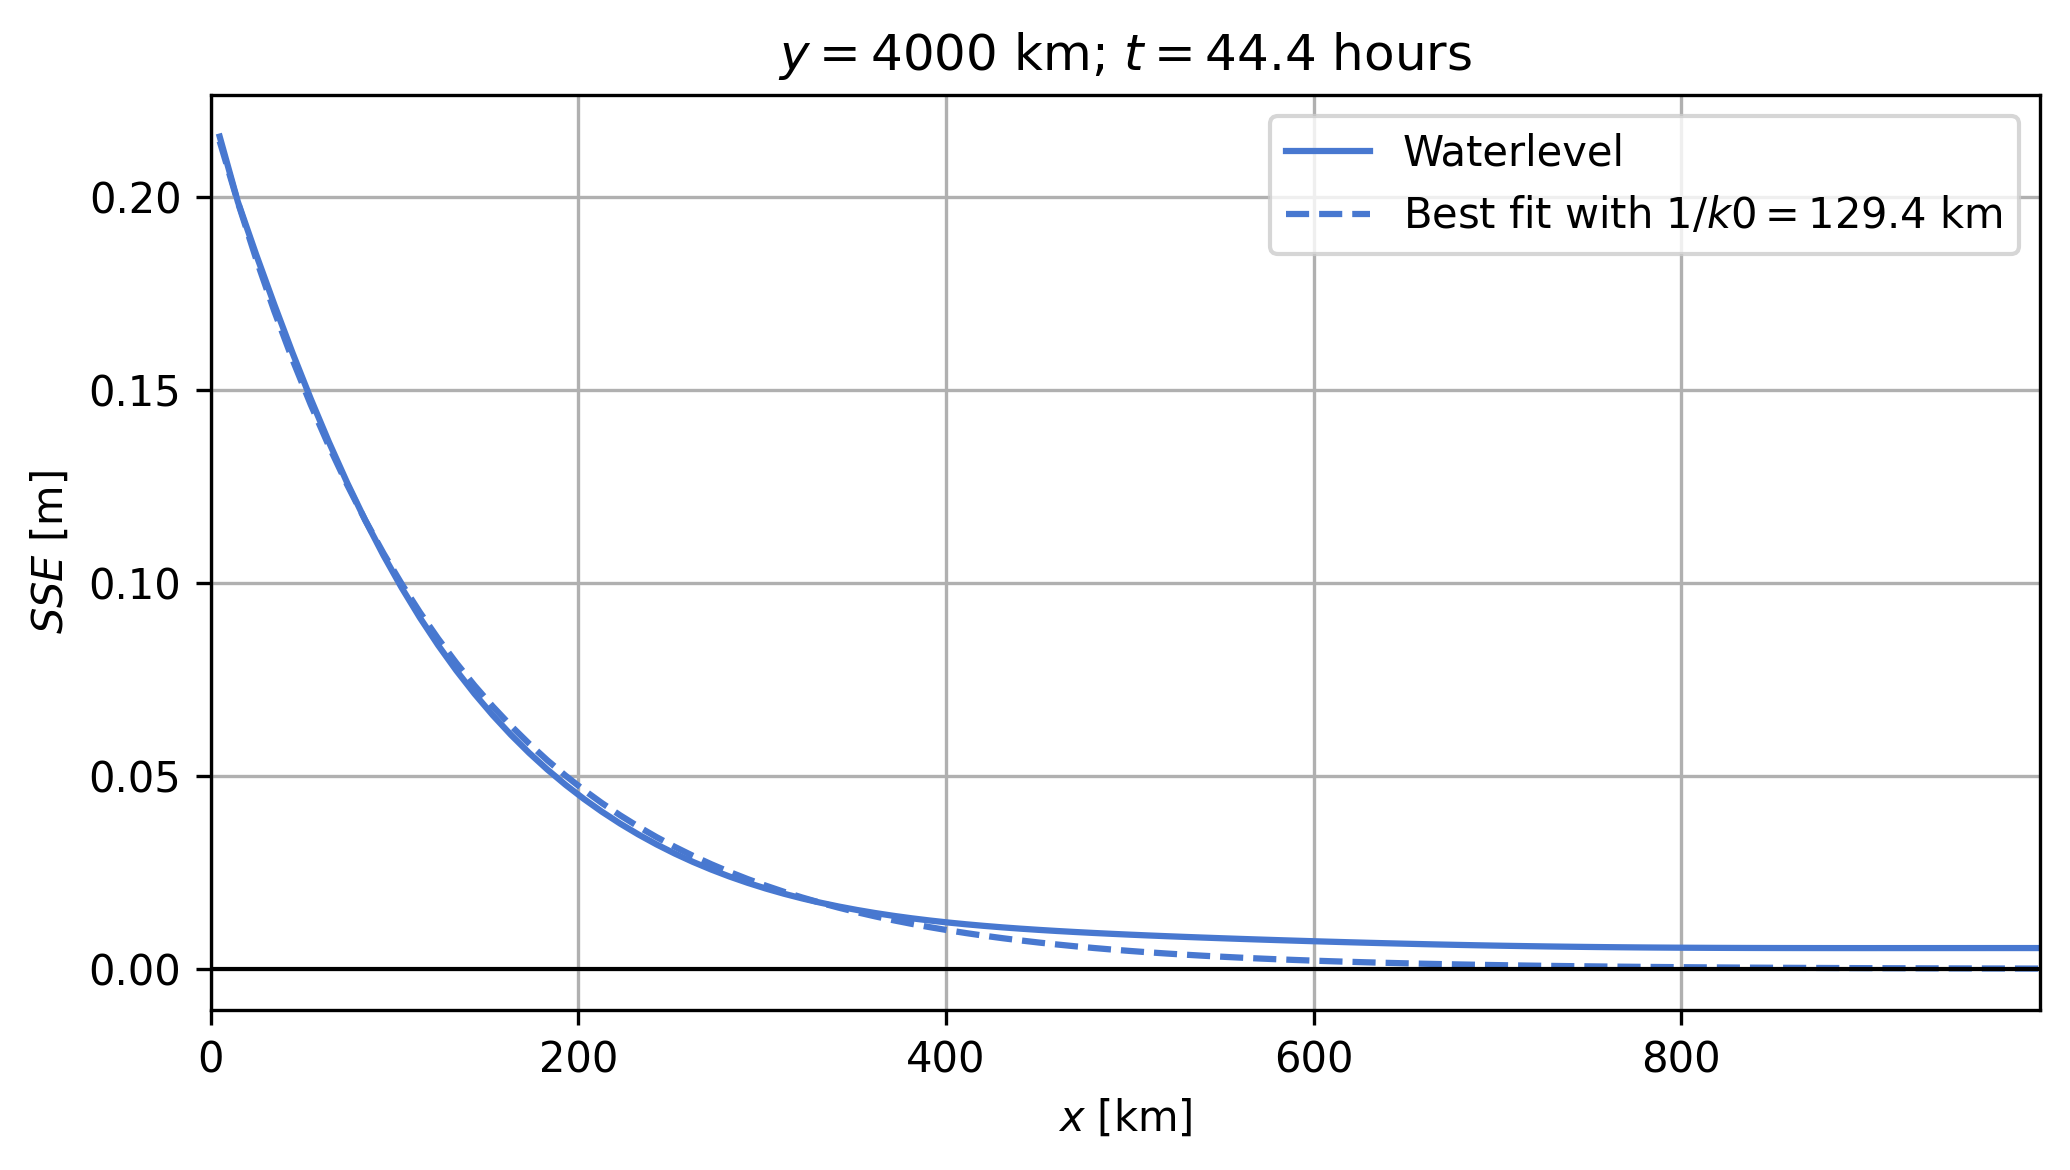 y = 4000 km; t = 44.4 hours
Waterlevel
Best fit with 1/k0 = 129.4 km
SSE [m]
0.20
0.15
0.10
0.05
0.00
0 200 400 600 800
x [km]